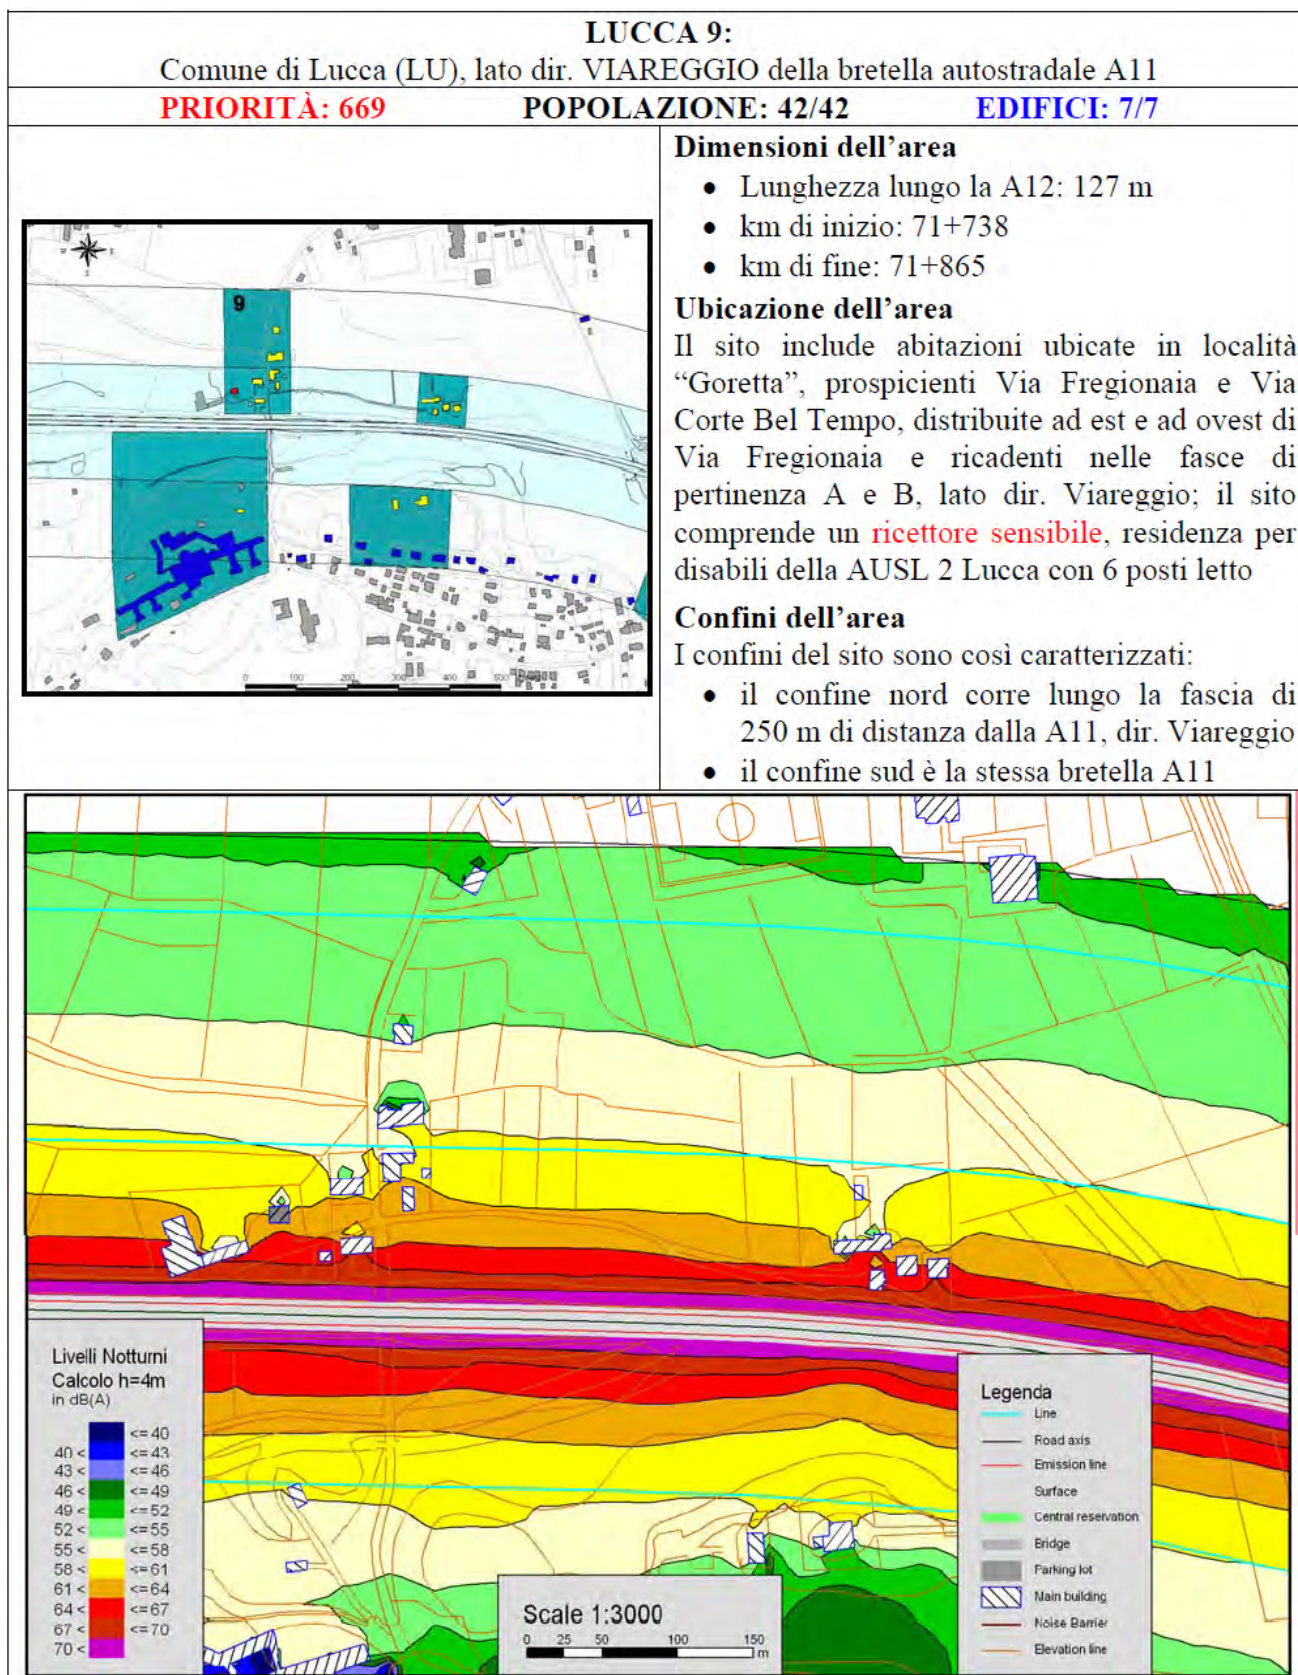 LUCCA 9:
Comune di Lucca (LU), lato dir. VIAREGGIO della bretella autostradale A11
PRIORITÀ: 669 POPOLAZIONE: 42/42 EDIFICI: 7/7
Dimensioni dell’area
• Lunghezza lungo la A12: 127 m
• km di inizio: 71+738
• km di fine: 71+865
Ubicazione dell’area
Il sito include abitazioni ubicate in località
“Goretta”, prospicienti Via Fregionaia e Via
Corte Bel Tempo, distribuite ad est e ad ovest di
Via Fregionaia e ricadenti nelle fasce di
pertinenza A e B, lato dir. Viareggio; il sito
comprende un ricettore sensibile, residenza per
disabili della AUSL 2 Lucca con 6 posti letto
Confini dell’area
I confini del sito sono così caratterizzati:
• il confine nord corre lungo la fascia di
250 m di distanza dalla A11, dir. Viareggio
• il confine sud è la stessa bretella A11
9
0 100 200 300 400 500
Livelli Notturni
Calcolo h=4m
in dB(A)
<=40
40 < <=43
43 < <=46
46 < <=49
49 < <=52
52 < <=55
55 < <=58
58 < <=61
61 < <=64
64 < <=67
67 < <=70
70 <
Scale 1:3000
0 25 50 100 150
m
Legenda
Line
Road axis
Emission line
Surface
Central reservation
Bridge
Parking lot
Main building
Noise Barrier
Elevation line